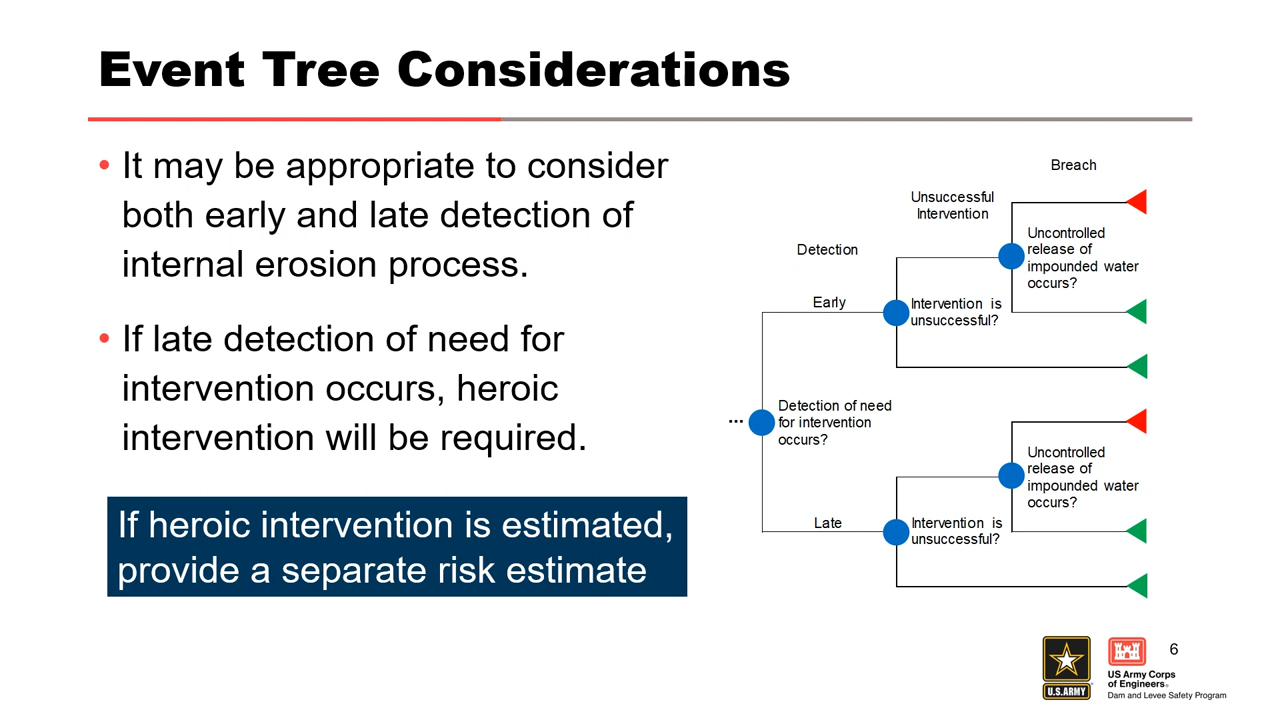 Event Tree Considerations
• It may be appropriate to consider
both early and late detection of
internal erosion process.
• If late detection of need for
intervention occurs, heroic
intervention will be required.
If heroic intervention is estimated,
provide a separate risk estimate
Breach
Unsuccessful
Intervention
Detection
Uncontrolled
release of
impounded water
occurs?
Early
Intervention is
unsuccessful?
...
Detection of need
for intervention
occurs?
Uncontrolled
release of
impounded water
occurs?
Late
Intervention is
unsuccessful?
U.S.ARMY
US Army Corps
of Engineers®
Dam and Levee Safety Program
6